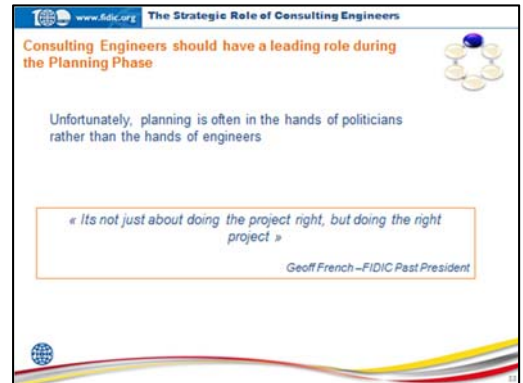 www.fidic.org The Strategic Role of Consulting Engineers
Consulting Engineers should have a leading role during
the Planning Phase
Unfortunately, planning is often in the hands of politicians
rather than the hands of engineers
« Its not just about doing the project right, but doing the right
project »
Geoff French –FIDIC Past President